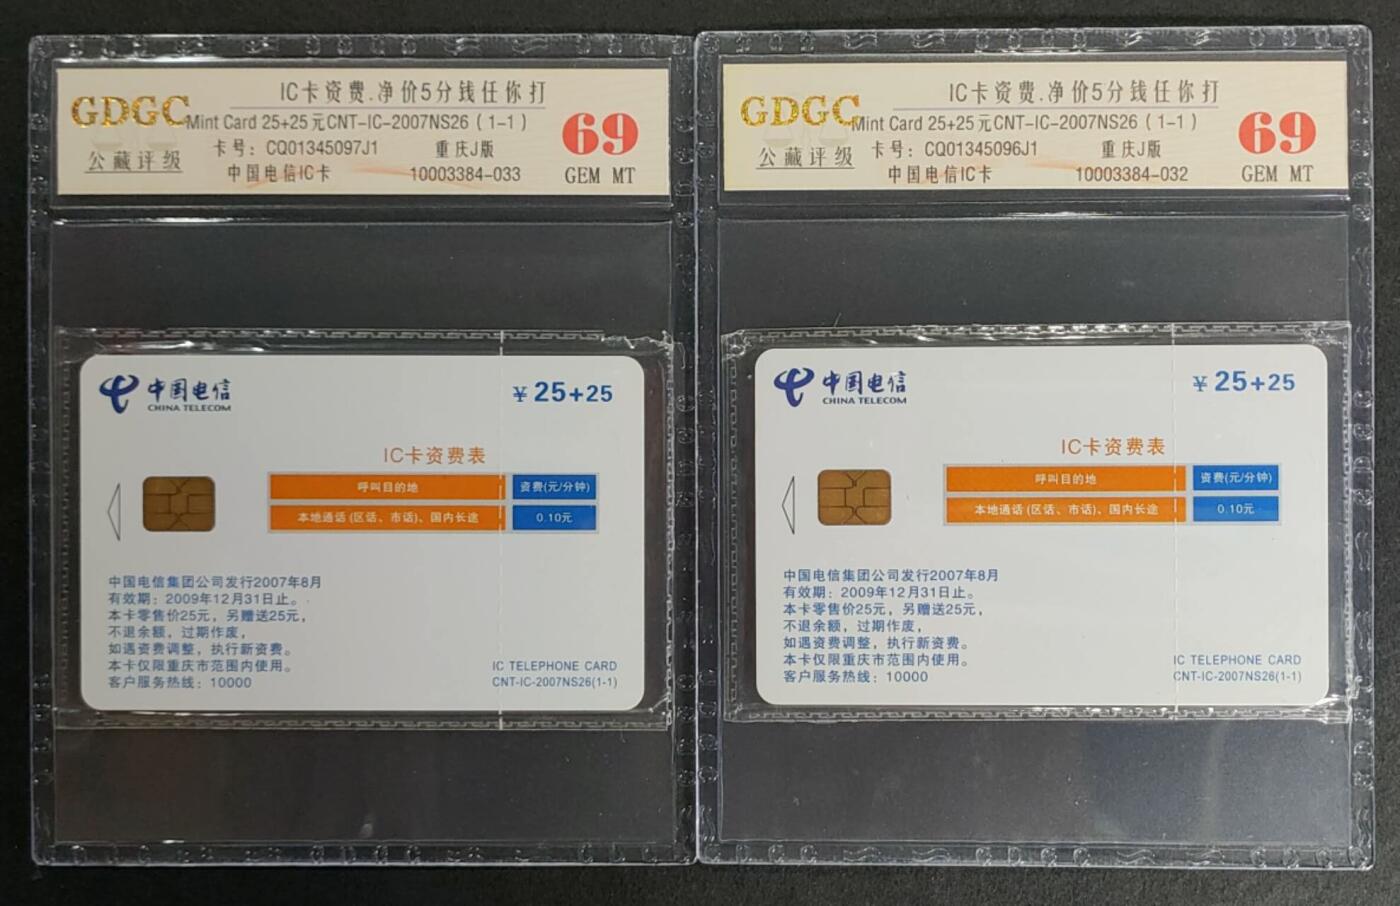 IC卡资费.净价5分钱任你打
GDGC
Mint Card 25+25元CNT-IC-2007NS26 (1-1)
69
公藏评级
卡号: CQ01345097J1 重庆J版
中国电信IC卡 10003384-033
GEM MT
中国电信
CHINA TELECOM
¥25+25
IC卡资费表
呼叫目的地 资费(元/分钟)
本地通话(区话、市话)、国内长途 0.10元
中国电信集团公司发行2007年8月
有效期：2009年12月31日止。
本卡零售价25元，另赠送25元，
不退余额，过期作废，
如遇资费调整，执行新资费。
本卡仅限重庆市范围内使用。
客户服务热线：10000
IC TELEPHONE CARD
CNT-IC-2007NS26(1-1)
IC卡资费.净价5分钱任你打
GDGC
Mint Card 25+25元CNT-IC-2007NS26 (1-1)
69
公藏评级
卡号: CQ01345096J1 重庆J版
中国电信IC卡 10003384-032
GEM MT
中国电信
CHINA TELECOM
¥25+25
IC卡资费表
呼叫目的地 资费(元/分钟)
本地通话(区话、市话)、国内长途 0.10元
中国电信集团公司发行2007年8月
有效期：2009年12月31日止。
本卡零售价25元，另赠送25元，
不退余额，过期作废，
如遇资费调整，执行新资费。
本卡仅限重庆市范围内使用。
客户服务热线：10000
IC TELEPHONE CARD
CNT-IC-2007NS26(1-1)